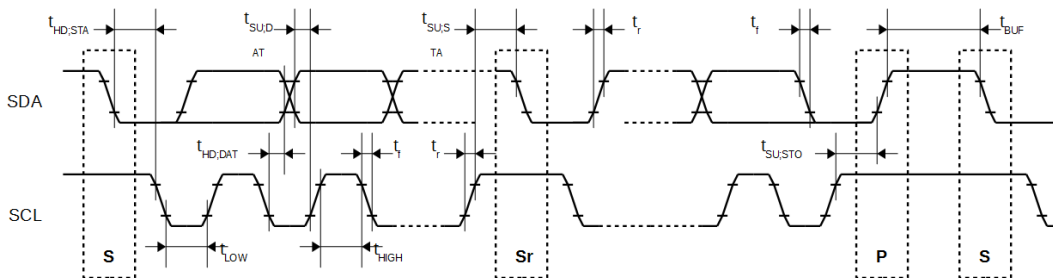 tHD;STA
tSU;D
AT
tSU;S
TA
tr
tf
tBUF
SDA
tHD;DAT
tf
tr
tSU;STO
SCL
S
tLOW
tHIGH
Sr
P
S